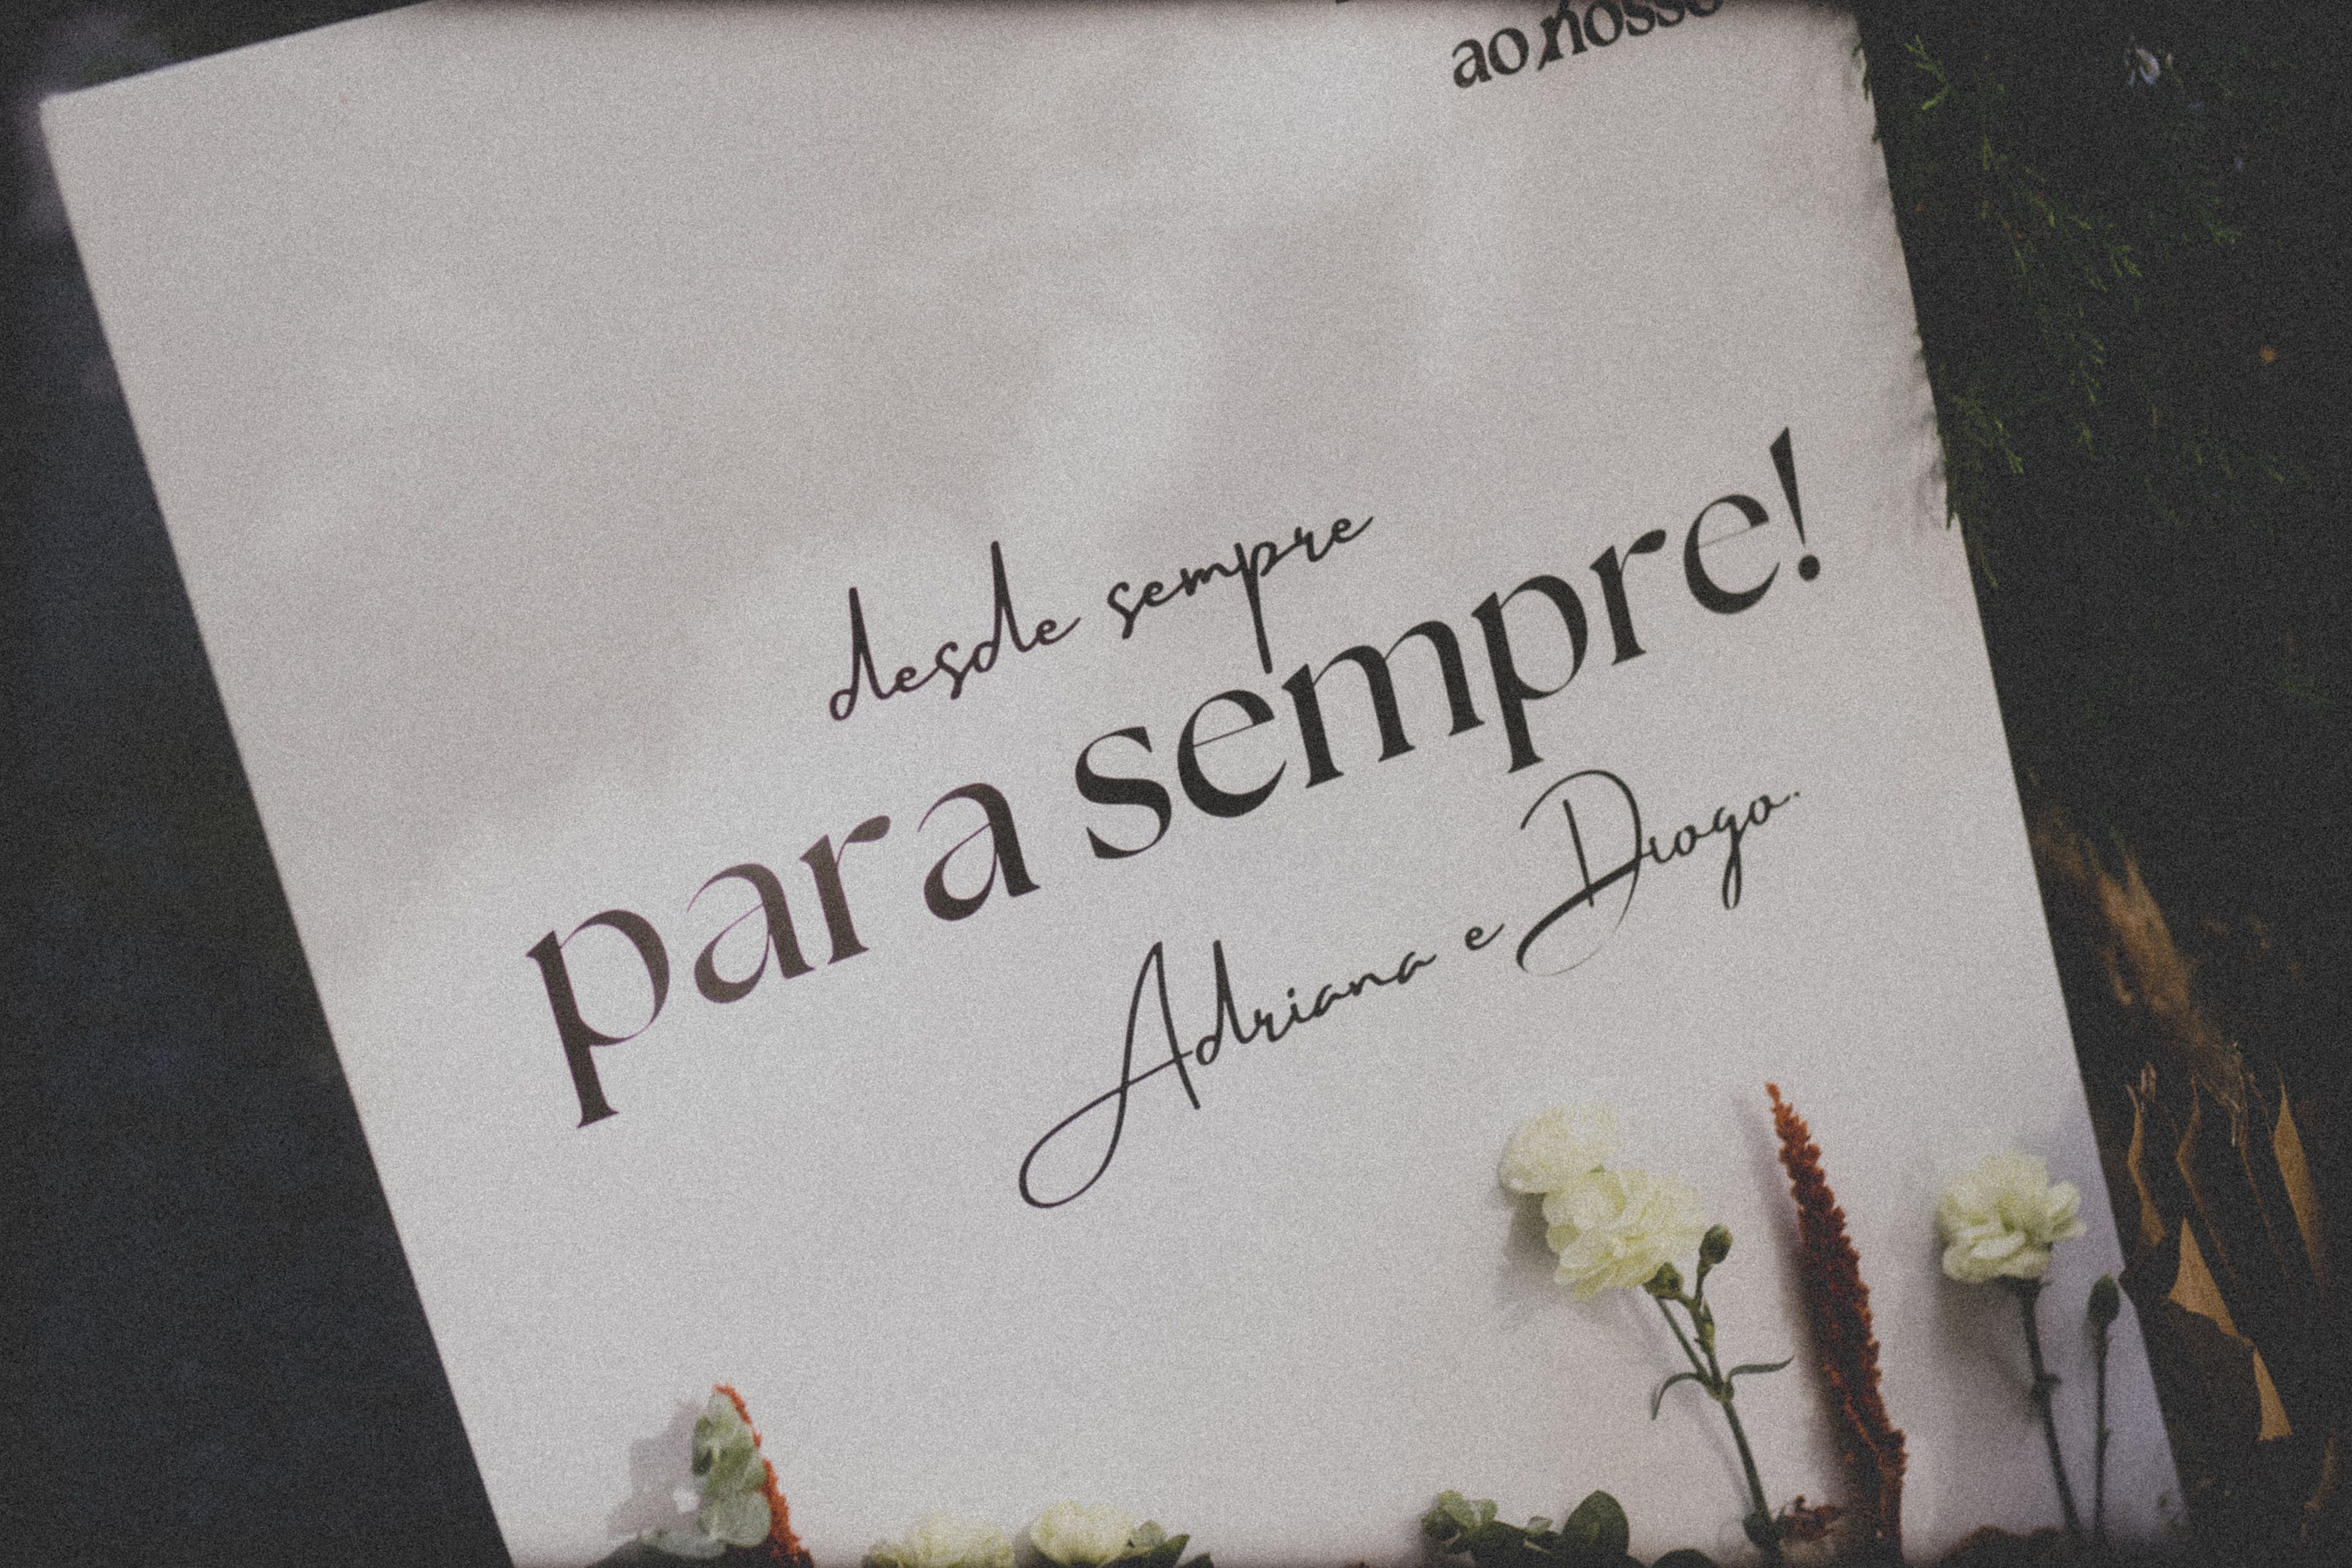 ao nosso
desde sempre
para sempre!
Adriana e Diogo.